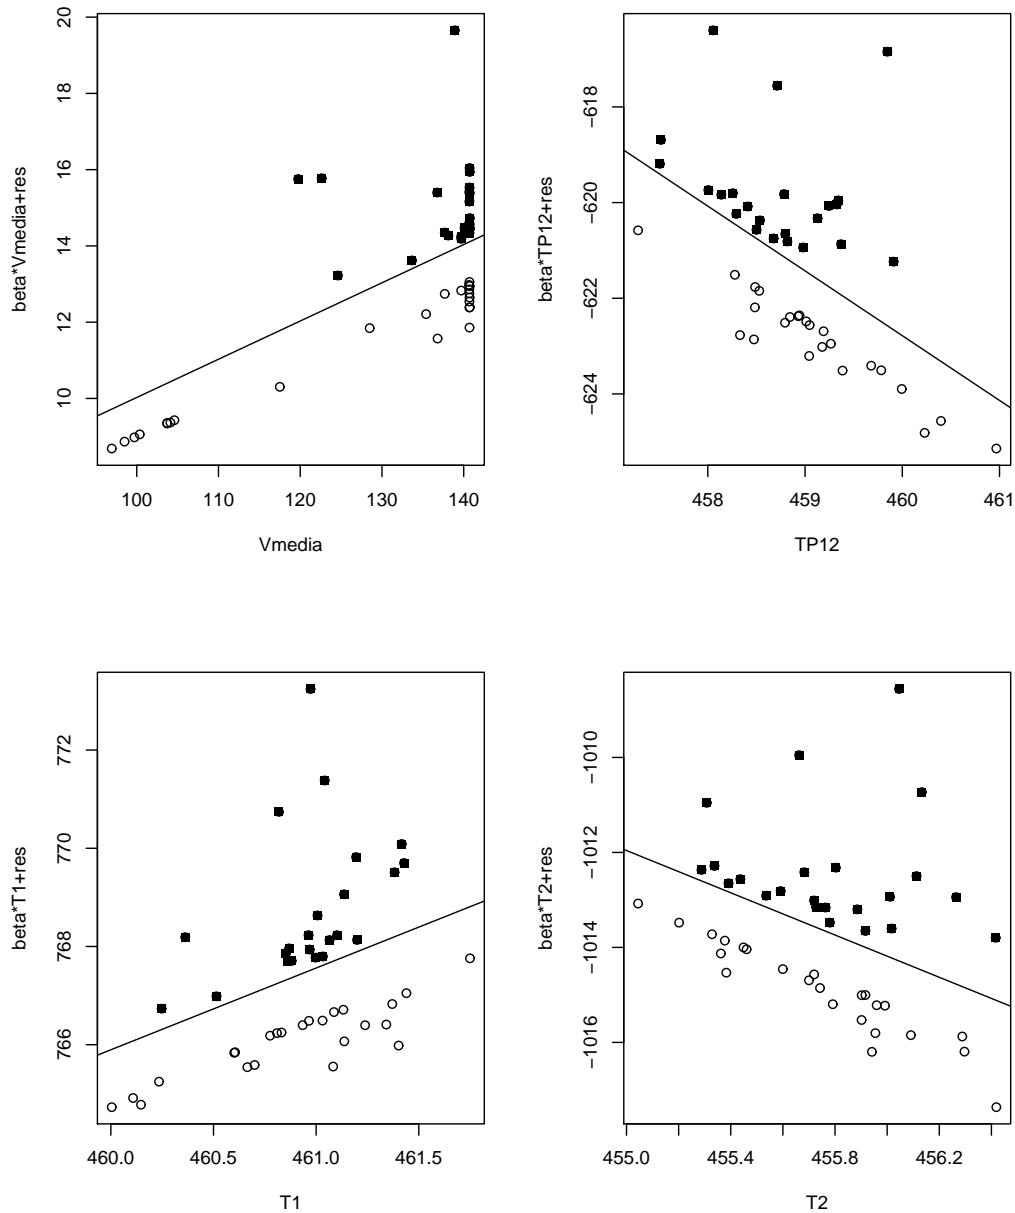 20
18
16
14
12
10
beta*Vmedia+res
100 110 120 130 140
Vmedia
−618
−620
−622
−624
beta*TP12+res
458 459 460 461
TP12
772
770
768
766
beta*T1+res
460.0 460.5 461.0 461.5
T1
−1010
−1012
−1014
−1016
beta*T2+res
455.0 455.4 455.8 456.2
T2